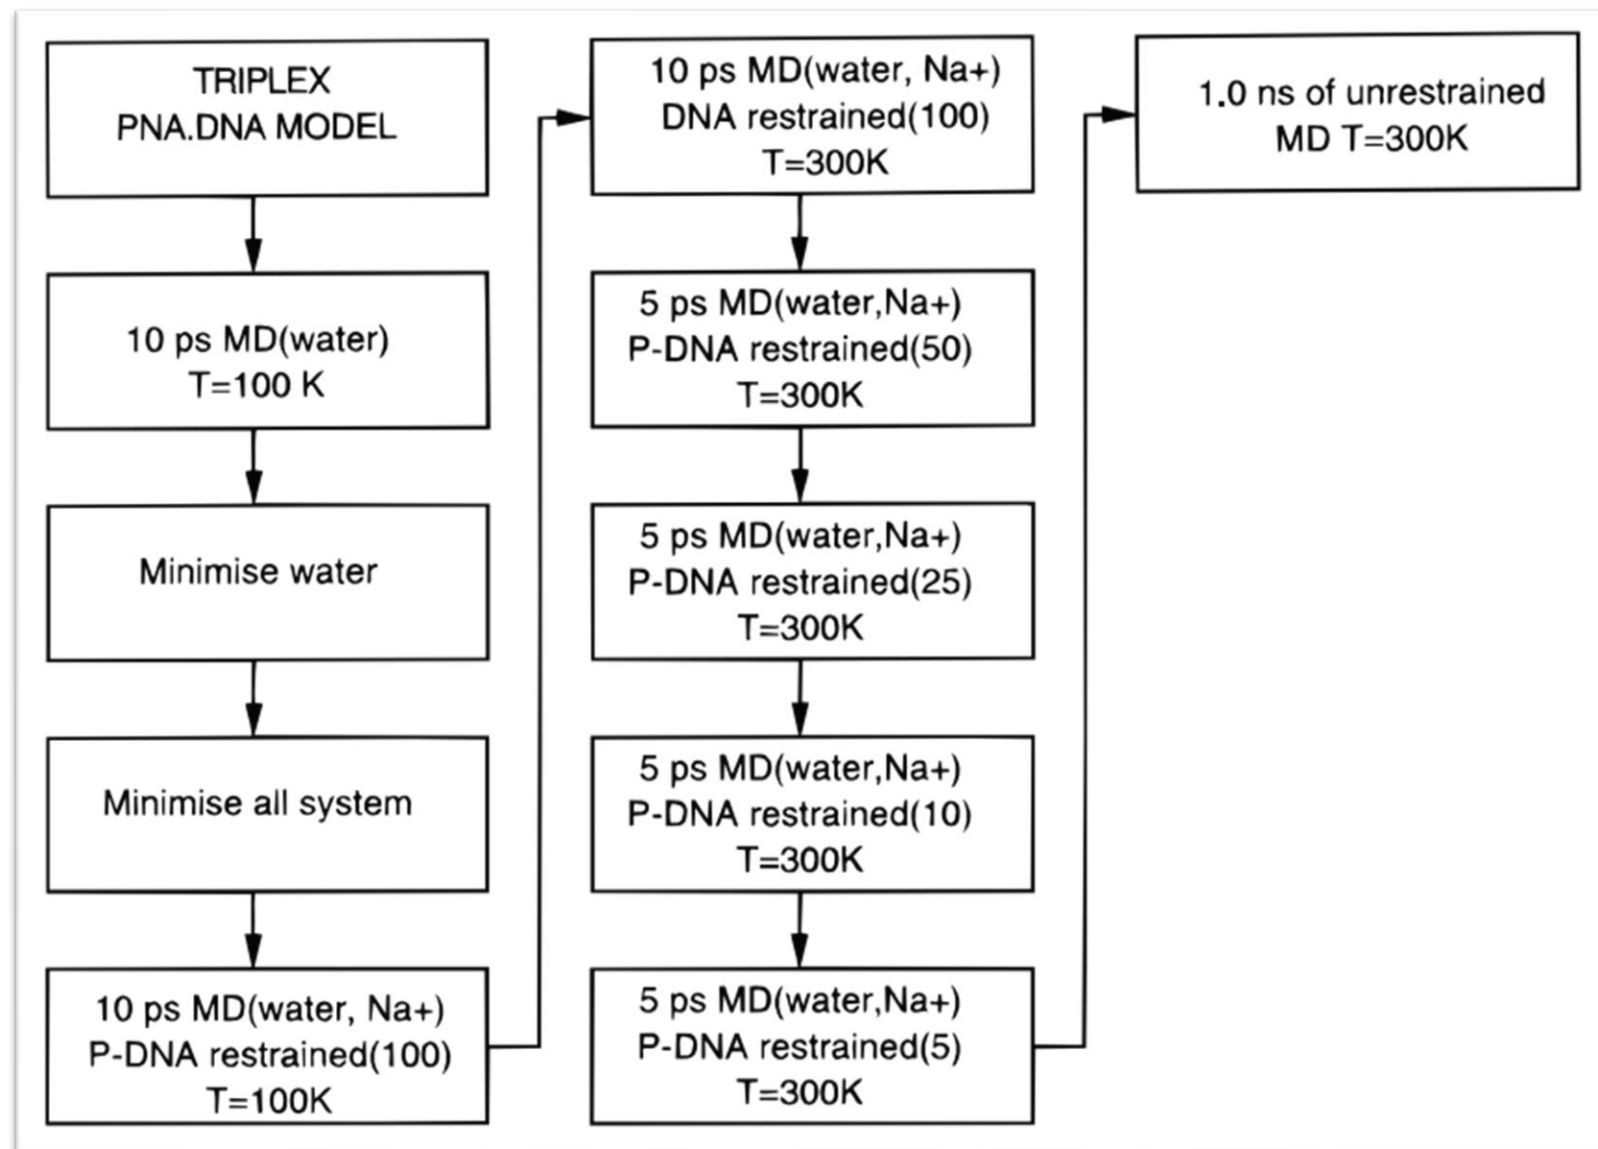 TRIPLEX
PNA.DNA MODEL
10 ps MD(water)
T=100 K
Minimise water
Minimise all system
10 ps MD(water, Na+)
P-DNA restrained(100)
T=100K
10 ps MD(water, Na+)
DNA restrained(100)
T=300K
5 ps MD(water,Na+)
P-DNA restrained(50)
T=300K
5 ps MD(water,Na+)
P-DNA restrained(25)
T=300K
5 ps MD(water,Na+)
P-DNA restrained(10)
T=300K
5 ps MD(water,Na+)
P-DNA restrained(5)
T=300K
1.0 ns of unrestrained
MD T=300K